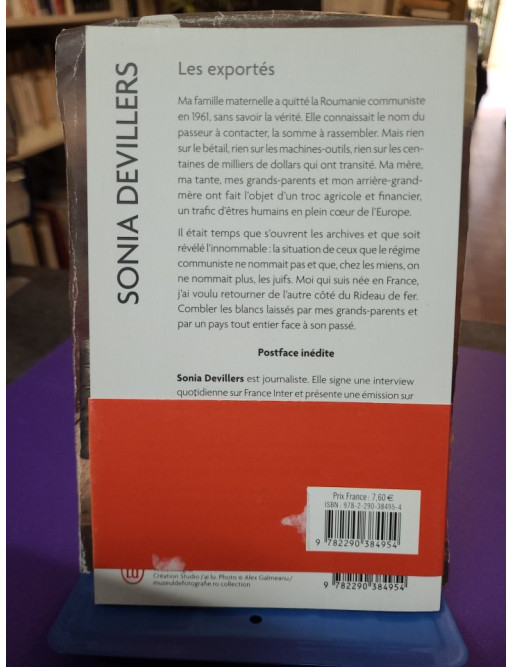 SONIA DEVILLERS
Les exportés
Ma famille maternelle a quitté la Roumanie communiste
en 1961, sans savoir la vérité. Elle connaissait le nom du
passeur à contacter, la somme à rassembler. Mais rien
sur le bétail, rien sur les machines-outils, rien sur les cen-
taines de milliers de dollars qui ont transité. Ma mère,
ma tante, mes grands-parents et mon arrière-grand-
mère ont fait l'objet d'un troc agricole et financier,
un trafic d'êtres humains en plein cœur de l'Europe.
Il était temps que s'ouvrent les archives et que soit
révélé l'innommable : la situation de ceux que le régime
communiste ne nommait pas et que, chez les miens, on
ne nommait plus, les juifs. Moi qui suis née en France,
j'ai voulu retourner de l'autre côté du Rideau de fer.
Combler les blancs laissés par mes grands-parents et
par un pays tout entier face à son passé.
Postface inédite
Sonia Devillers est journaliste. Elle signe une interview
quotidienne sur France Inter et présente une émission sur
Prix France : 7,60 €
ISBN : 978-2-290-38495-4
9 782290 384954
Création Studio J'ai lu. Photo © Alex Galmeanu /
muzeuldefotografie.ro collection
9 782290 384954